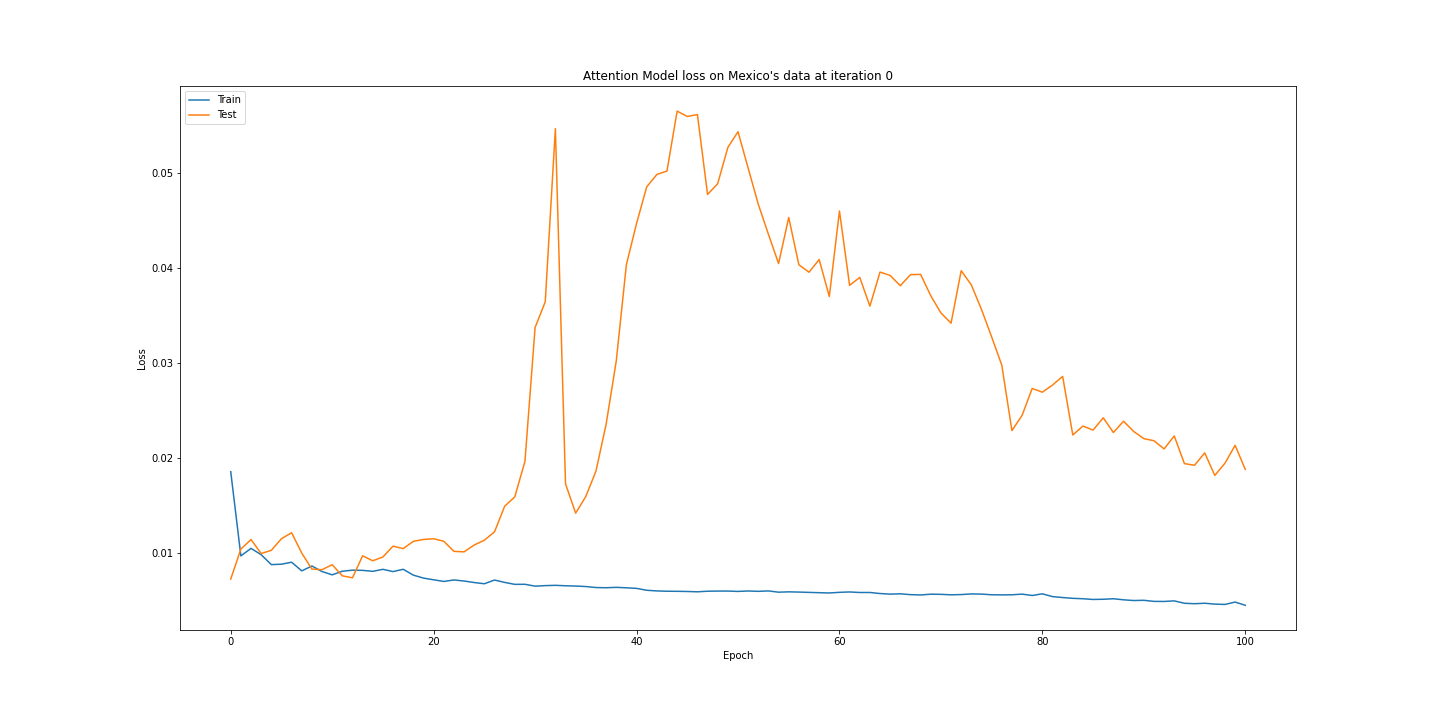 Attention Model loss on Mexico's data at iteration 0
Train
Test
0.05
0.04
0.03
0.02
0.01
Loss
0 20 40 60 80 100
Epoch